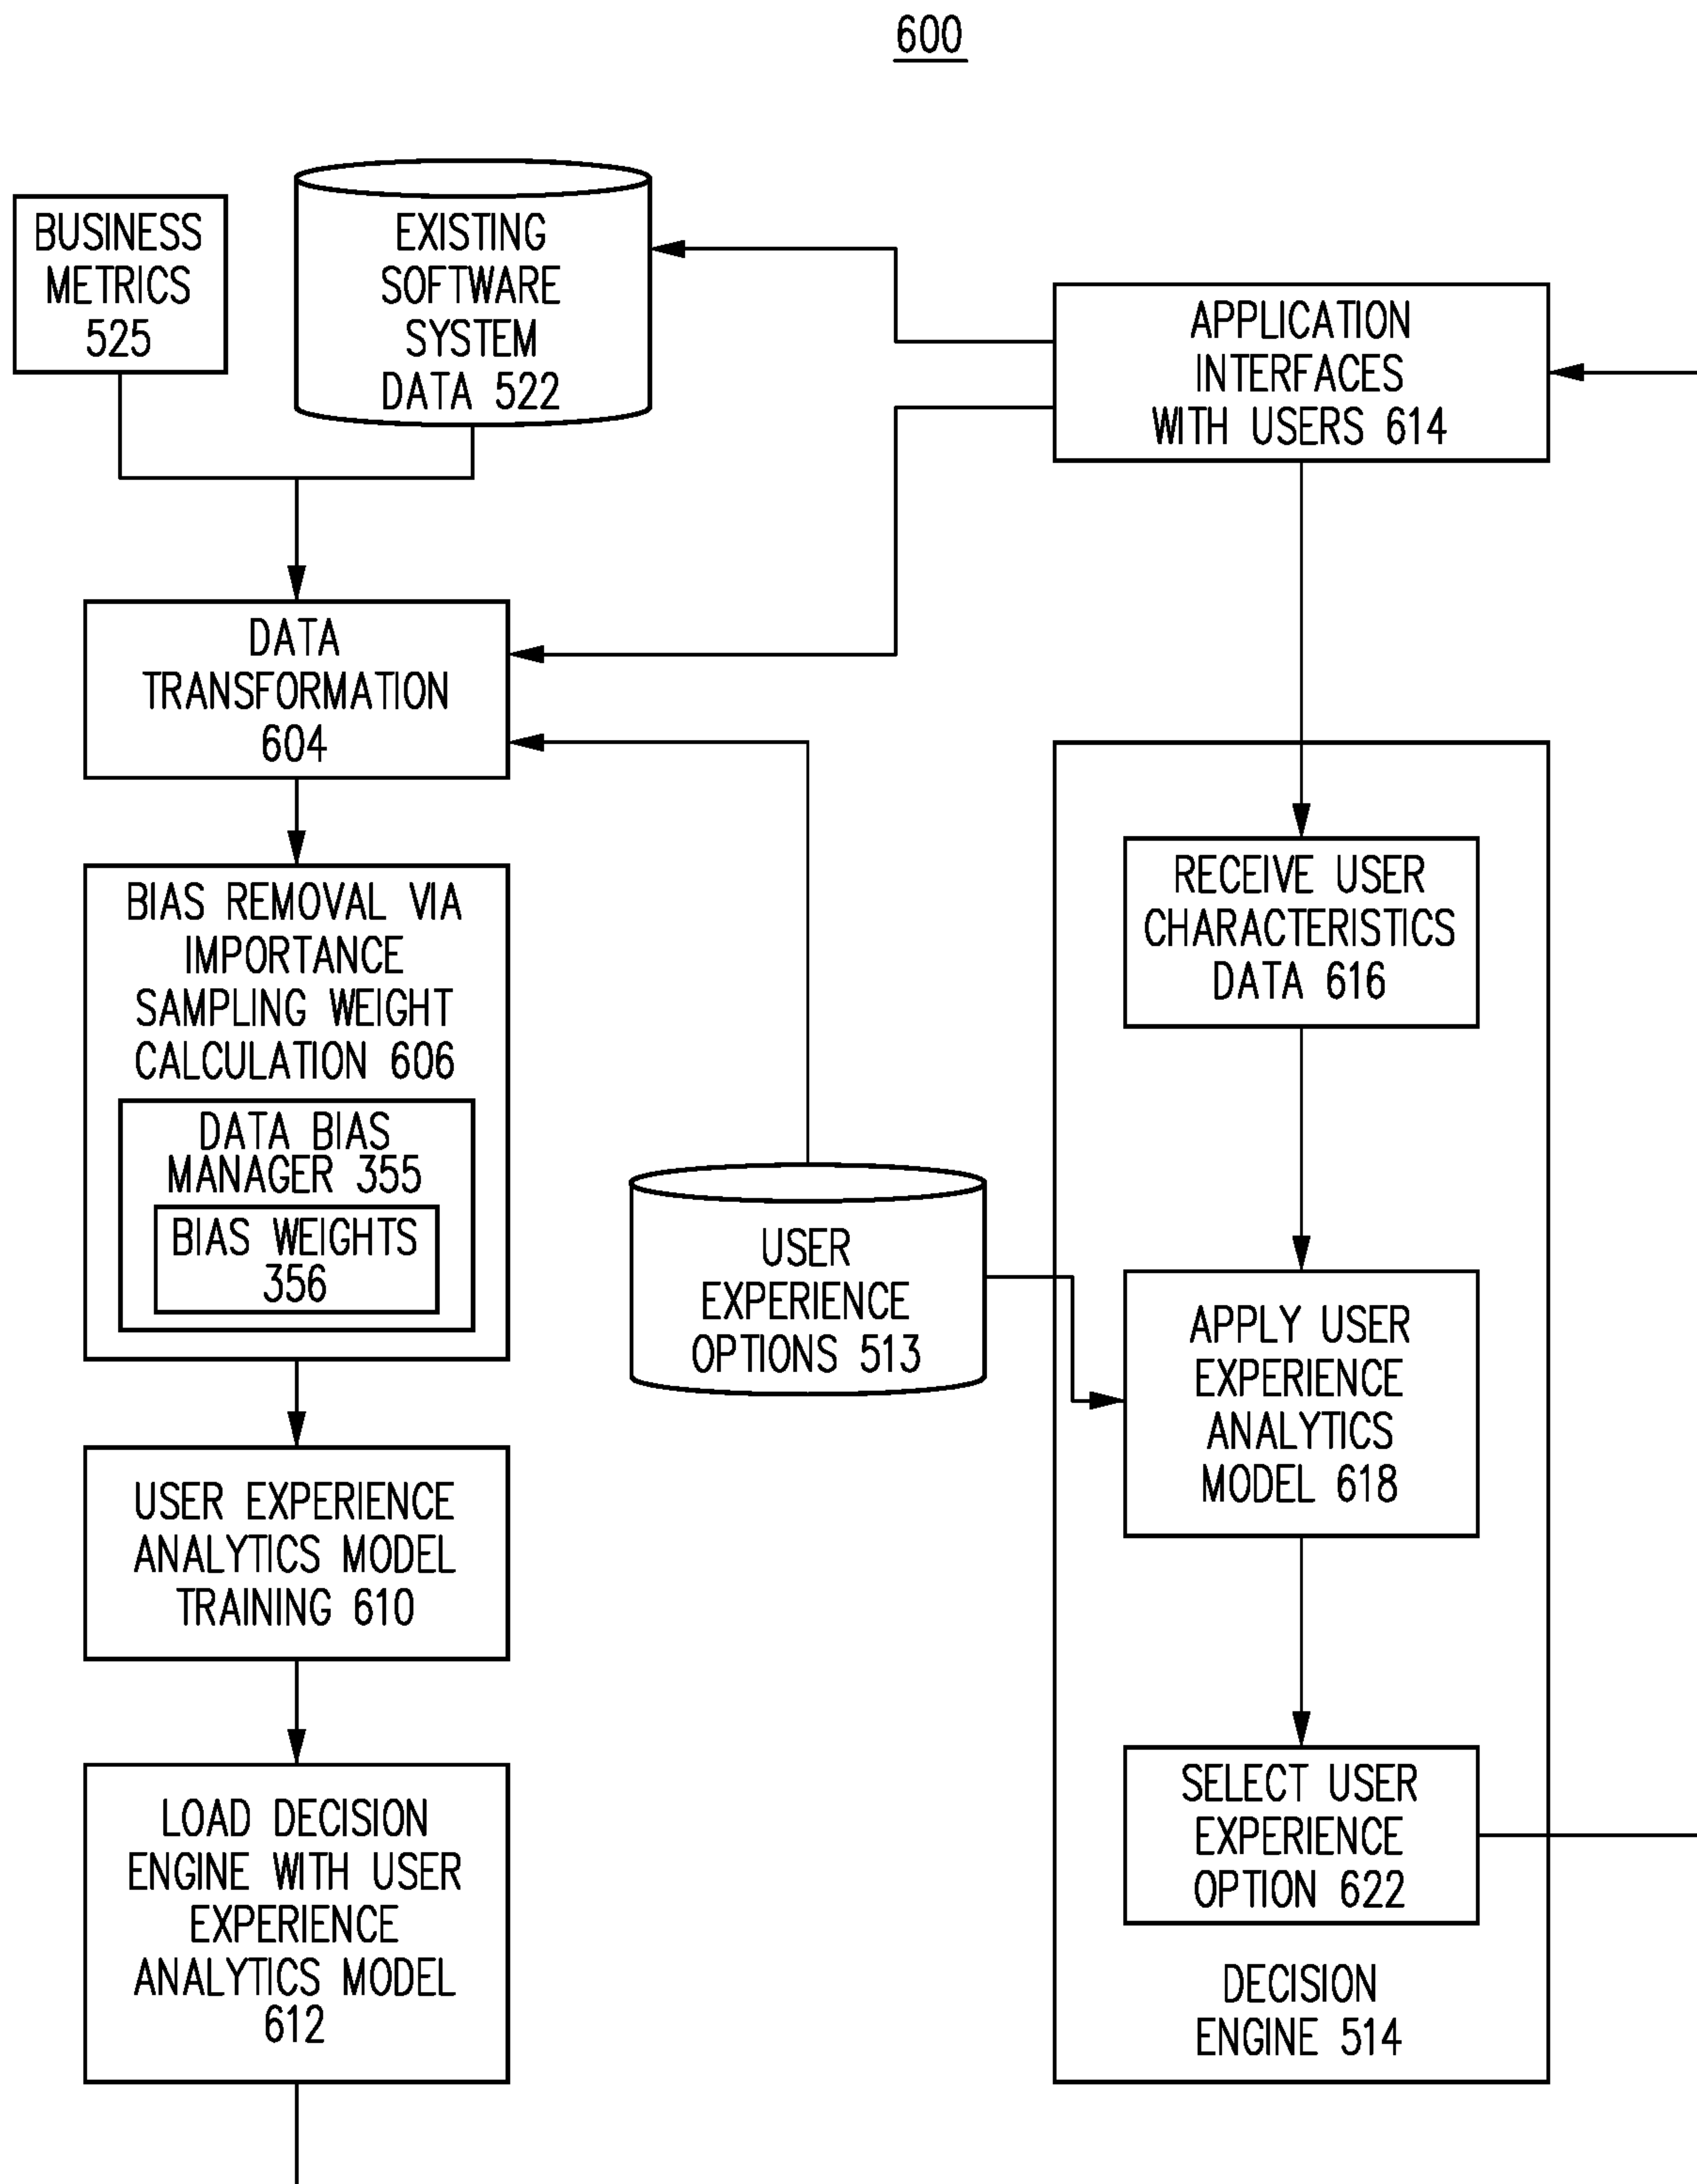 600
BUSINESS
METRICS
525
EXISTING
SOFTWARE
SYSTEM
DATA 522
APPLICATION
INTERFACES
WITH USERS 614
DATA
TRANSFORMATION
604
BIAS REMOVAL VIA
IMPORTANCE
SAMPLING WEIGHT
CALCULATION 606
DATA BIAS
MANAGER 355
BIAS WEIGHTS
356
USER
EXPERIENCE
OPTIONS 513
RECEIVE USER
CHARACTERISTICS
DATA 616
APPLY USER
EXPERIENCE
ANALYTICS
MODEL 618
USER EXPERIENCE
ANALYTICS MODEL
TRAINING 610
LOAD DECISION
ENGINE WITH USER
EXPERIENCE
ANALYTICS MODEL
612
SELECT USER
EXPERIENCE
OPTION 622
DECISION
ENGINE 514